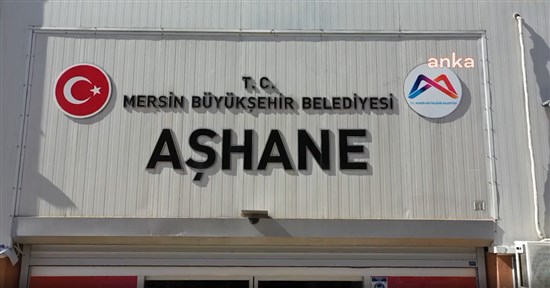 anka
T.C.
MERSİN BÜYÜKŞEHİR BELEDİYESİ
AŞHANE